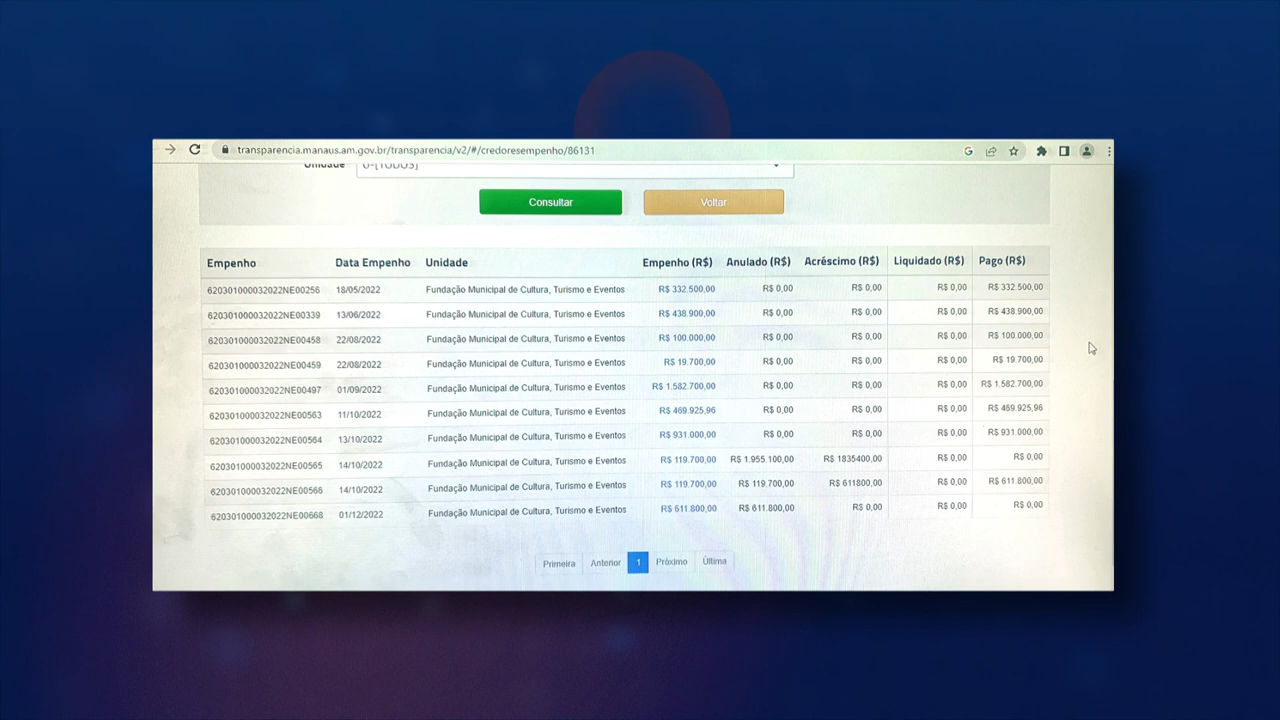 transparencia.manaus.am.gov.br/transparencia/v2/#/credoresempenho/86131
Unidade 0-[TODOS]
Consultar Voltar
Empenho Data Empenho Unidade Empenho (R$) Anulado (R$) Acréscimo (R$) Liquidado (R$) Pago (R$)
620301000032022NE00256 18/05/2022 Fundação Municipal de Cultura, Turismo e Eventos R$ 332.500,00 R$ 0,00 R$ 0,00 R$ 0,00 R$ 332.500,00
620301000032022NE00339 13/06/2022 Fundação Municipal de Cultura, Turismo e Eventos R$ 438.900,00 R$ 0,00 R$ 0,00 R$ 0,00 R$ 438.900,00
620301000032022NE00458 22/08/2022 Fundação Municipal de Cultura, Turismo e Eventos R$ 100.000,00 R$ 0,00 R$ 0,00 R$ 0,00 R$ 100.000,00
620301000032022NE00459 22/08/2022 Fundação Municipal de Cultura, Turismo e Eventos R$ 19.700,00 R$ 0,00 R$ 0,00 R$ 0,00 R$ 19.700,00
620301000032022NE00497 01/09/2022 Fundação Municipal de Cultura, Turismo e Eventos R$ 1.582.700,00 R$ 0,00 R$ 0,00 R$ 0,00 R$ 1.582.700,00
620301000032022NE00563 11/10/2022 Fundação Municipal de Cultura, Turismo e Eventos R$ 469.925,96 R$ 0,00 R$ 0,00 R$ 0,00 R$ 469.925,96
620301000032022NE00564 13/10/2022 Fundação Municipal de Cultura, Turismo e Eventos R$ 931.000,00 R$ 0,00 R$ 0,00 R$ 0,00 R$ 931.000,00
620301000032022NE00565 14/10/2022 Fundação Municipal de Cultura, Turismo e Eventos R$ 119.700,00 R$ 1.955.100,00 R$ 1835400,00 R$ 0,00 R$ 0,00
620301000032022NE00566 14/10/2022 Fundação Municipal de Cultura, Turismo e Eventos R$ 119.700,00 R$ 119.700,00 R$ 611800,00 R$ 0,00 R$ 611.800,00
620301000032022NE00668 01/12/2022 Fundação Municipal de Cultura, Turismo e Eventos R$ 611.800,00 R$ 611.800,00 R$ 0,00 R$ 0,00 R$ 0,00
Primeira Anterior 1 Próximo Última